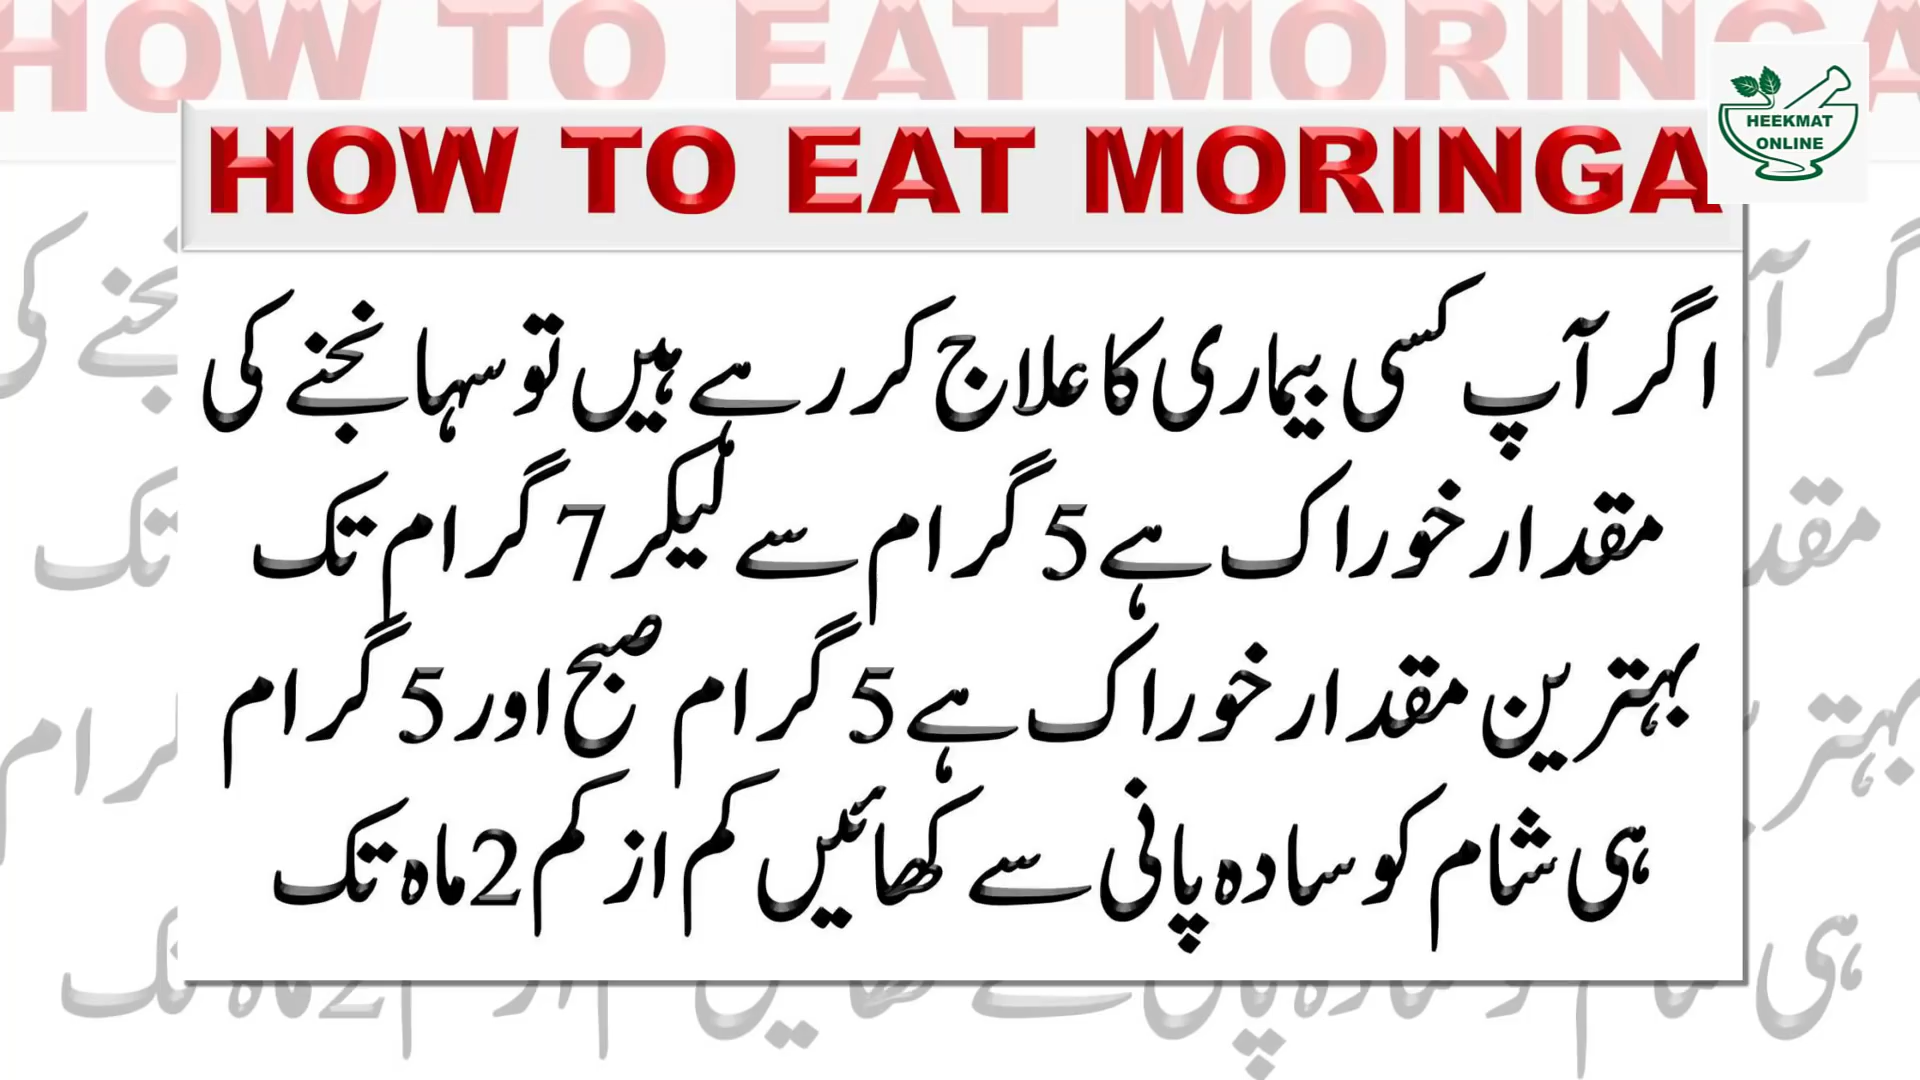 HOW TO EAT MORINGA
HEEKMAT
ONLINE
اگر آپ کسی بیماری کا علاج کر رہے ہیں تو سہانجنے کی
مقدار خوراک ہے 5 گرام سے لیکر 7 گرام تک
بہترین مقدار خوراک ہے 5 گرام صبح اور 5 گرام
ہی شام کو سادہ پانی سے کھائیں کم از کم 2 ماہ تک